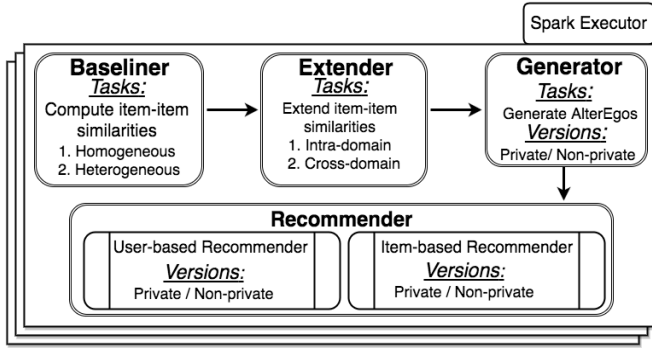 Spark Executor
Baseliner
Tasks:
Compute item-item
similarities
1. Homogeneous
2. Heterogeneous
Extender
Tasks:
Extend item-item
similarities
1. Intra-domain
2. Cross-domain
Generator
Tasks:
Generate AlterEgos
Versions:
Private/ Non-private
Recommender
User-based Recommender
Versions:
Private / Non-private
Item-based Recommender
Versions:
Private / Non-private